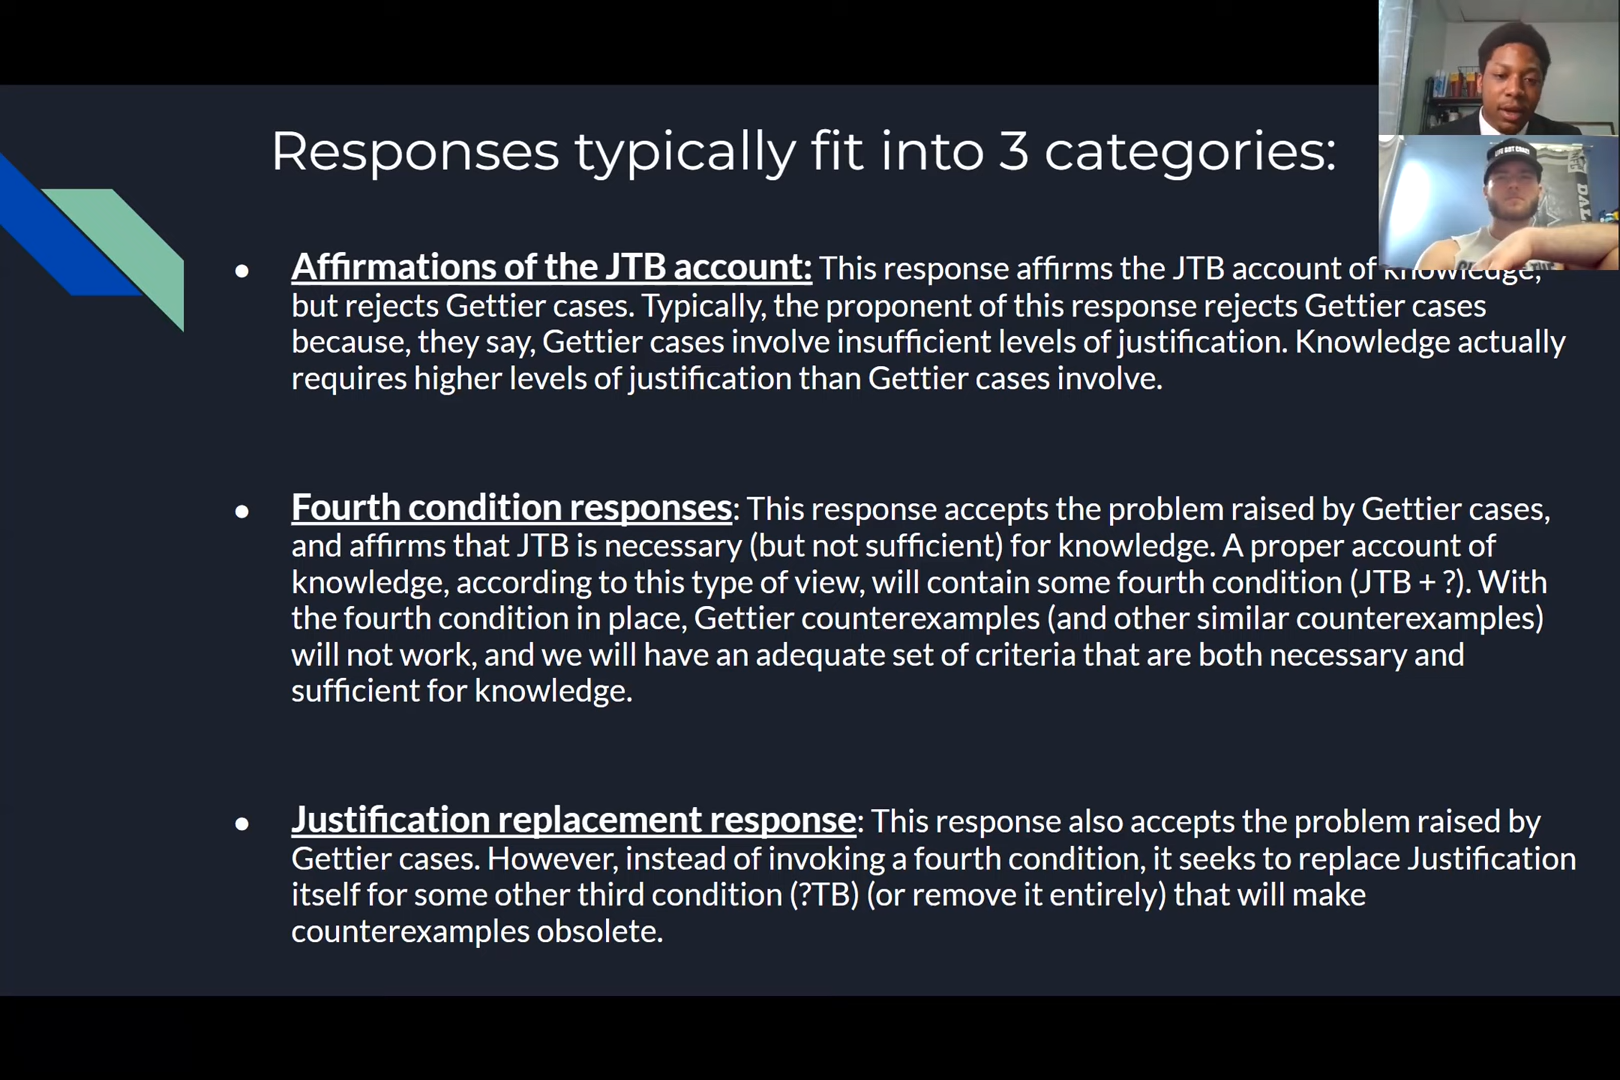 Responses typically fit into 3 categories:
● Affirmations of the JTB account: This response affirms the JTB account of knowledge,
but rejects Gettier cases. Typically, the proponent of this response rejects Gettier cases
because, they say, Gettier cases involve insufficient levels of justification. Knowledge actually
requires higher levels of justification than Gettier cases involve.
● Fourth condition responses: This response accepts the problem raised by Gettier cases,
and affirms that JTB is necessary (but not sufficient) for knowledge. A proper account of
knowledge, according to this type of view, will contain some fourth condition (JTB + ?). With
the fourth condition in place, Gettier counterexamples (and other similar counterexamples)
will not work, and we will have an adequate set of criteria that are both necessary and
sufficient for knowledge.
● Justification replacement response: This response also accepts the problem raised by
Gettier cases. However, instead of invoking a fourth condition, it seeks to replace Justification
itself for some other third condition (?TB) (or remove it entirely) that will make
counterexamples obsolete.